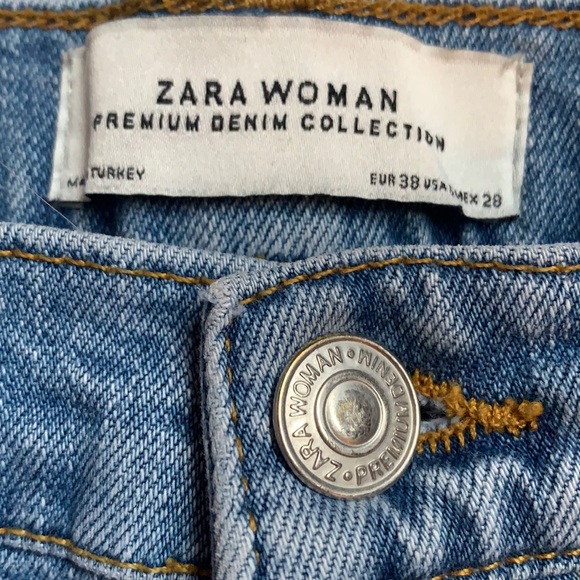 ZARA WOMAN
PREMIUM DENIM COLLECTION
TURKEY
EUR 38 USA MEX 28
ZARA WOMAN • PREMIUM DENIM •